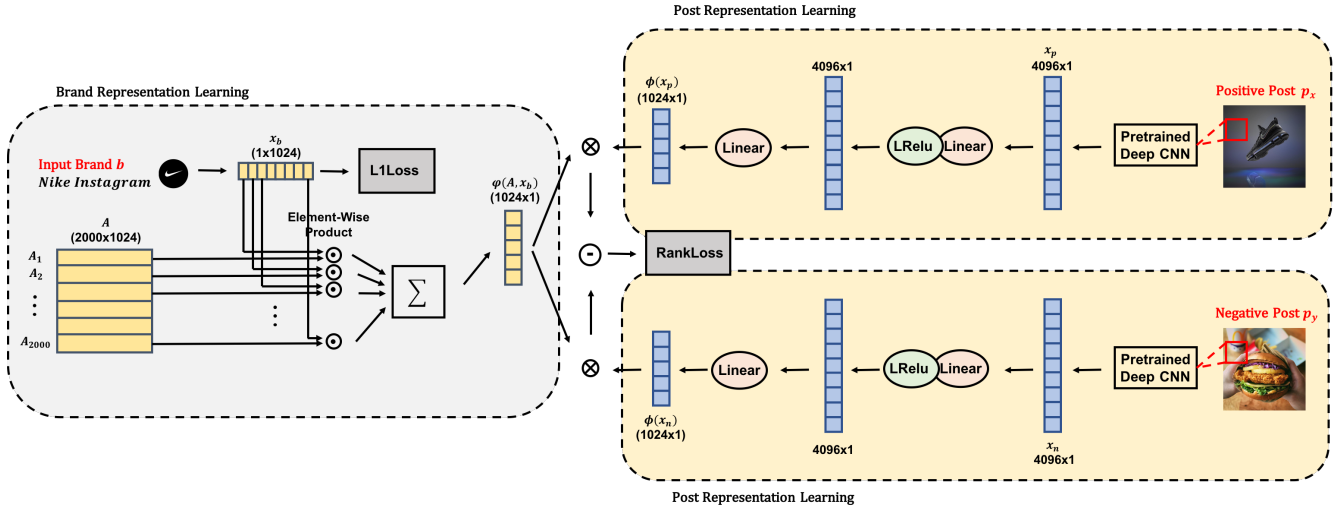 Post Representation Learning
Brand Representation Learning
Input Brand b
Nike Instagram
x_b
(1x1024)
L1Loss
A
(2000x1024)
Element-Wise
Product
A_1
A_2
⋮
A_2000
⋮
∑
φ(A, x_b)
(1024x1)
ϕ(x_p)
(1024x1)
Linear
4096x1
LRelu
Linear
x_p
4096x1
Pretrained
Deep CNN
Positive Post p_x
-
RankLoss
ϕ(x_n)
(1024x1)
Linear
4096x1
LRelu
Linear
x_n
4096x1
Pretrained
Deep CNN
Negative Post p_y
Post Representation Learning